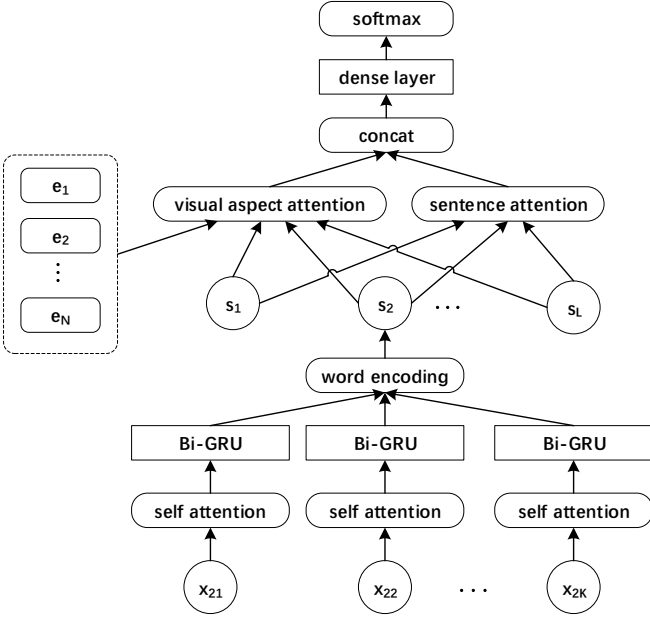 softmax
dense layer
concat
visual aspect attention
sentence attention
e1
e2
⋮
eN
s1
s2
...
sL
word encoding
Bi-GRU
Bi-GRU
Bi-GRU
self attention
self attention
self attention
x21
x22
...
x2K